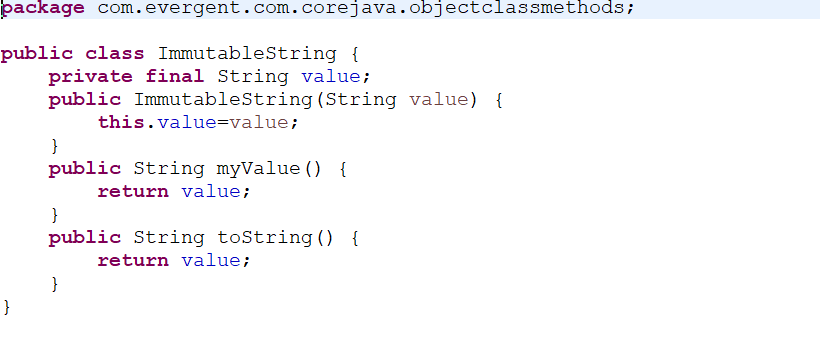 package com.evergent.com.corejava.objectclassmethods;
public class ImmutableString {
    private final String value;
    public ImmutableString(String value) {
        this.value=value;
    }
    public String myValue() {
        return value;
    }
    public String toString() {
        return value;
    }
}